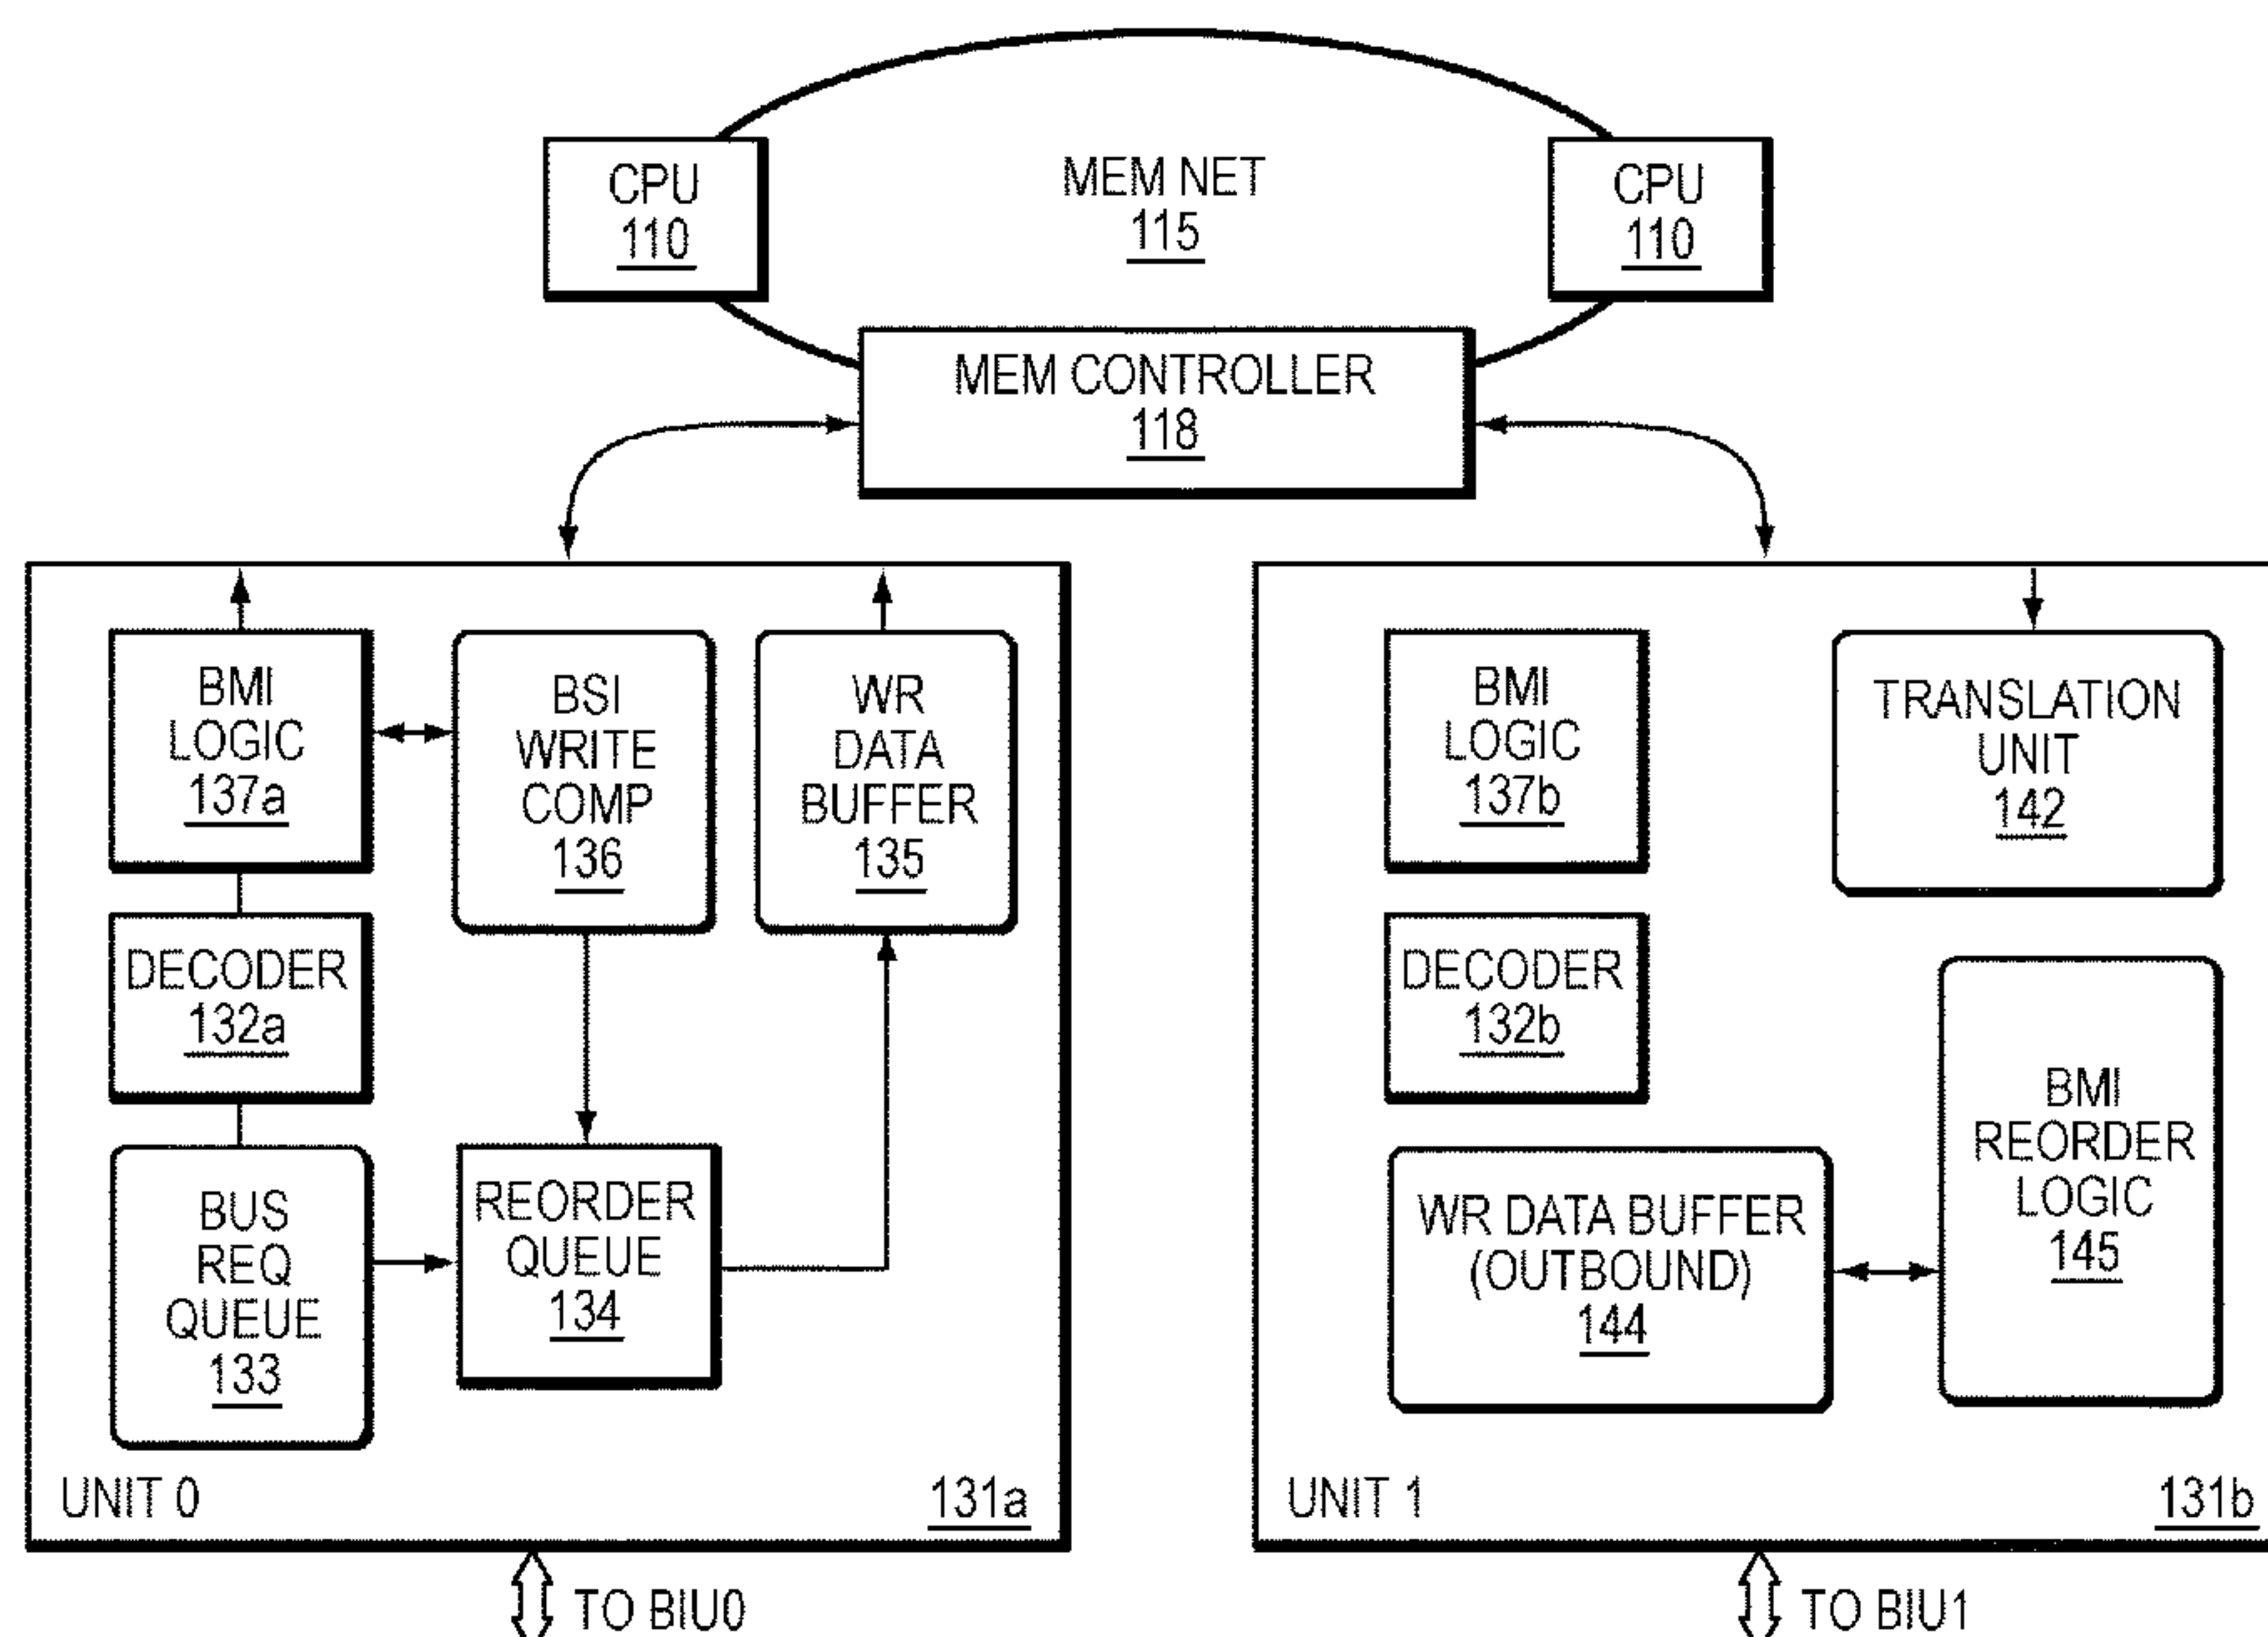 CPU
110
MEM NET
115
CPU
110
MEM CONTROLLER
118
BMI
LOGIC
137a
BSI
WRITE
COMP
136
WR
DATA
BUFFER
135
DECODER
132a
BUS
REQ
QUEUE
133
REORDER
QUEUE
134
UNIT 0
131a
TO BIU0
BMI
LOGIC
137b
TRANSLATION
UNIT
142
DECODER
132b
WR DATA BUFFER
(OUTBOUND)
144
BMI
REORDER
LOGIC
145
UNIT 1
131b
TO BIU1